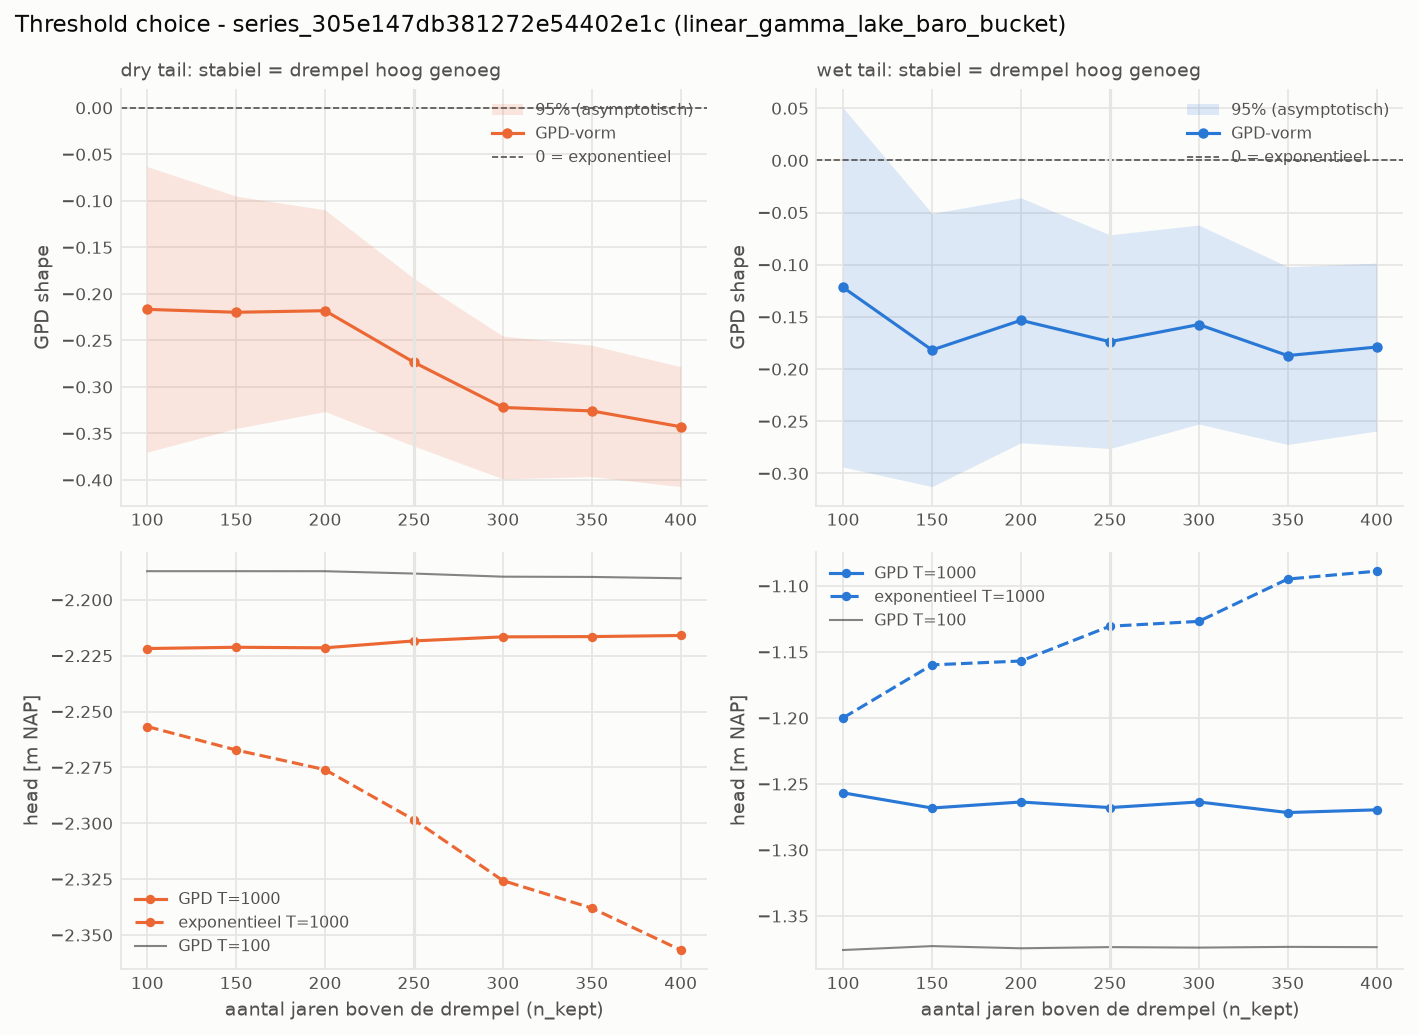 Threshold choice - series_305e147db381272e54402e1c (linear_gamma_lake_baro_bucket)
dry tail: stabiel = drempel hoog genoeg
95% (asymptotisch)
GPD-vorm
0 = exponentieel
GPD shape
0.00
−0.05
−0.10
−0.15
−0.20
−0.25
−0.30
−0.35
−0.40
100 150 200 250 300 350 400
wet tail: stabiel = drempel hoog genoeg
95% (asymptotisch)
GPD-vorm
0 = exponentieel
GPD shape
0.05
0.00
−0.05
−0.10
−0.15
−0.20
−0.25
−0.30
100 150 200 250 300 350 400
head [m NAP]
−2.200
−2.225
−2.250
−2.275
−2.300
−2.325
−2.350
GPD T=1000
exponentieel T=1000
GPD T=100
100 150 200 250 300 350 400
aantal jaren boven de drempel (n_kept)
GPD T=1000
exponentieel T=1000
GPD T=100
head [m NAP]
−1.10
−1.15
−1.20
−1.25
−1.30
−1.35
100 150 200 250 300 350 400
aantal jaren boven de drempel (n_kept)